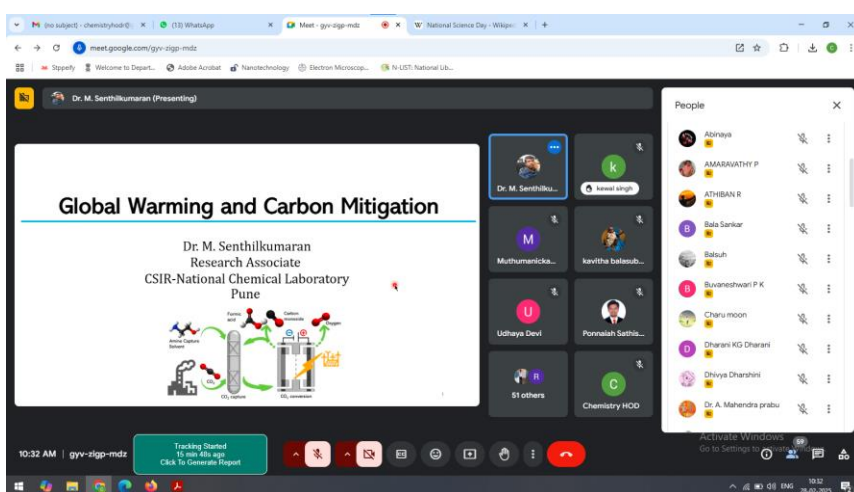 (no subject) - chemistryhodr@
(13) WhatsApp
Meet - gyv-zigp-mdz
National Science Day - Wikipe
meet.google.com/gyv-zigp-mdz
Welcome to Depart...
Adobe Acrobat
Nanotechnology
Electron Microscop...
N-LIST: National Lib...
Dr. M. Senthilkumaran (Presenting)
Global Warming and Carbon Mitigation
Dr. M. Senthilkumaran
Research Associate
CSIR-National Chemical Laboratory
Pune
Amine Capture
Solvent
Formic
acid
Carbon
monoxide
Oxygen
CO₂
CO₂ capture
CO₂ conversion
Dr. M. Senthilku...
k
kewal singh
M
Muthumanicka...
kavitha balasub...
U
Udhaya Devi
Ponnaiah Sathis...
R
51 others
C
Chemistry HOD
People
Abinaya
AMARAVATHY P
ATHIBAN R
B
Bala Sankar
Balsuh
B
Buvaneshwari P K
Charu moon
D
Dharani KG Dharani
Dhivya Dharshini
Dr. A. Mahendra prabu
Activate Windows
Go to Settings to activate Windows.
10:32 AM | gyv-zigp-mdz
Tracking Started
15 min 48s ago
Click To Generate Report
59
ENG
10:32
28-02-2025